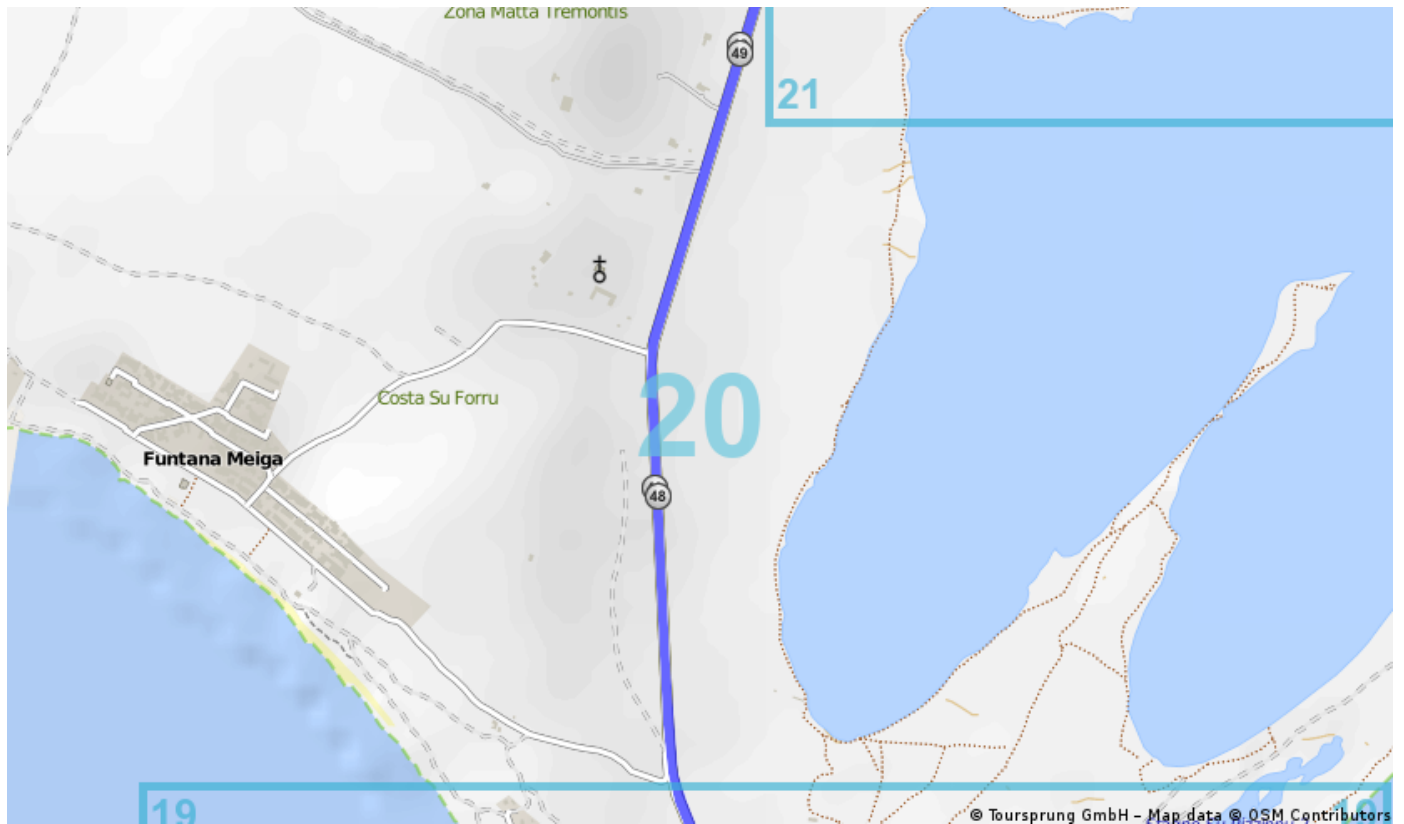 Zona Matta Tremontis
49
21
Costa Su Forru
20
Funtana Meiga
48
19
19
© Toursprung GmbH – Map data © OSM Contributors